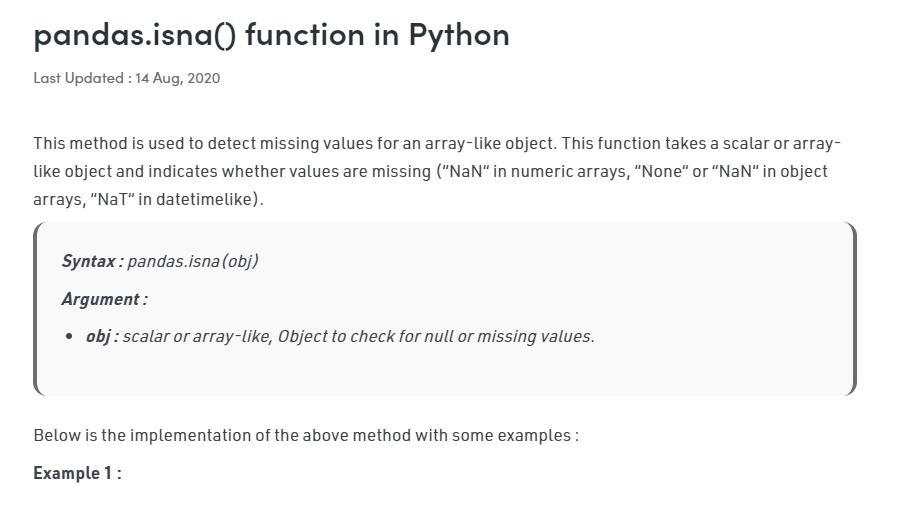 pandas.isna() function in Python
Last Updated : 14 Aug, 2020
This method is used to detect missing values for an array-like object. This function takes a scalar or array-
like object and indicates whether values are missing (“NaN“ in numeric arrays, “None“ or “NaN“ in object
arrays, “NaT“ in datetimelike).
Syntax : pandas.isna(obj)
Argument :
• obj : scalar or array-like, Object to check for null or missing values.
Below is the implementation of the above method with some examples :
Example 1 :